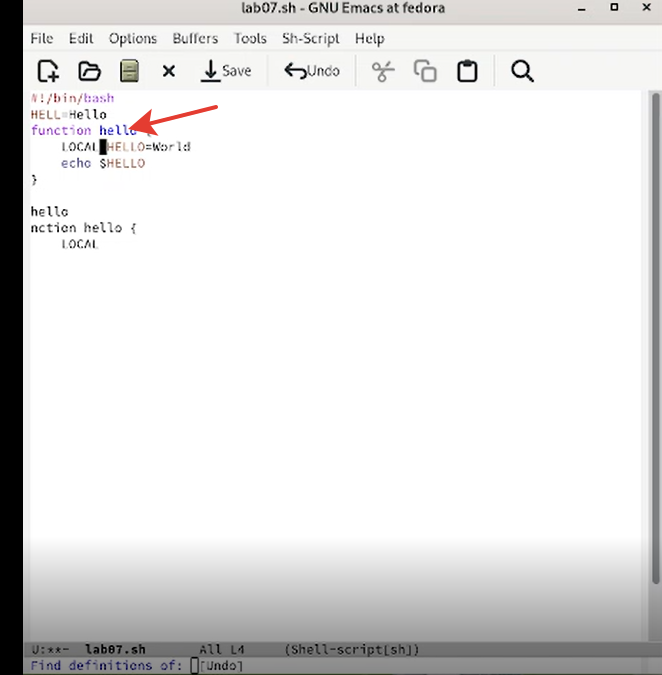 lab07.sh - GNU Emacs at fedora
File Edit Options Buffers Tools Sh-Script Help
Save Undo
#!/bin/bash
HELL=Hello
function hello {
LOCAL HELLO=World
echo $HELLO
}
hello
nction hello {
LOCAL
U:**- lab07.sh All L4 (Shell-script[sh])
Find definitions of: [Undo]